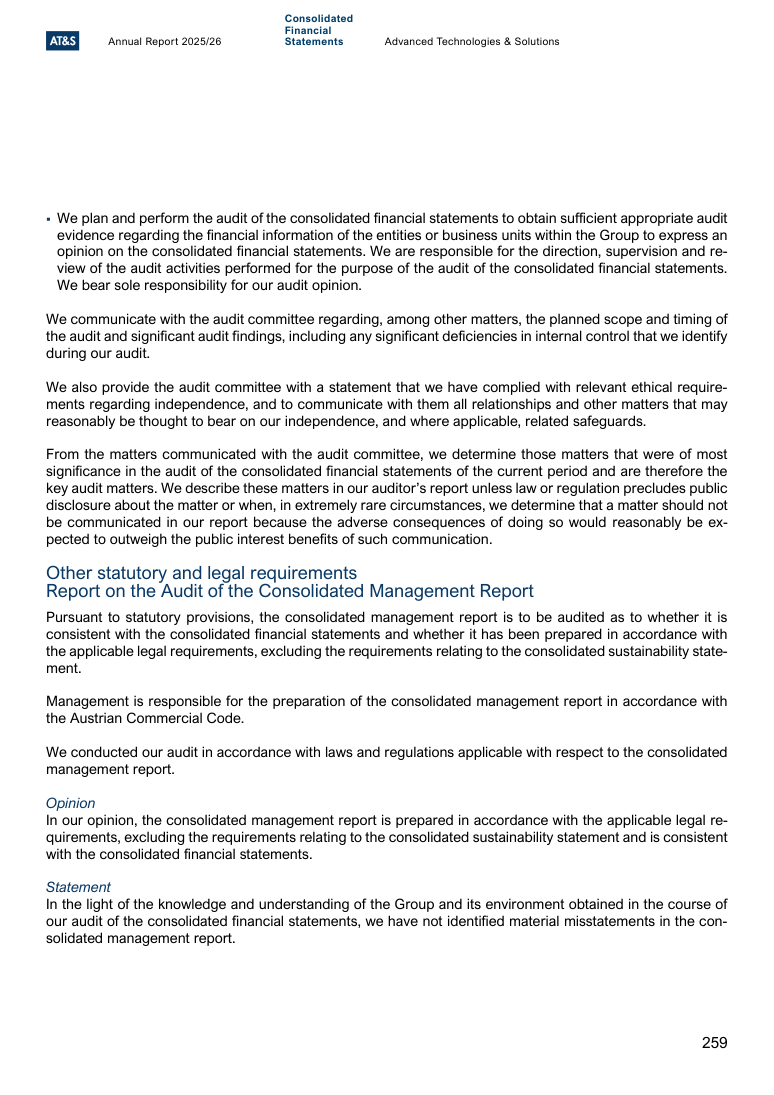 AT&S
Annual Report 2025/26
Consolidated
Financial
Statements
Advanced Technologies & Solutions
▪ We plan and perform the audit of the consolidated financial statements to obtain sufficient appropriate audit
evidence regarding the financial information of the entities or business units within the Group to express an
opinion on the consolidated financial statements. We are responsible for the direction, supervision and re-
view of the audit activities performed for the purpose of the audit of the consolidated financial statements.
We bear sole responsibility for our audit opinion.
We communicate with the audit committee regarding, among other matters, the planned scope and timing of
the audit and significant audit findings, including any significant deficiencies in internal control that we identify
during our audit.
We also provide the audit committee with a statement that we have complied with relevant ethical require-
ments regarding independence, and to communicate with them all relationships and other matters that may
reasonably be thought to bear on our independence, and where applicable, related safeguards.
From the matters communicated with the audit committee, we determine those matters that were of most
significance in the audit of the consolidated financial statements of the current period and are therefore the
key audit matters. We describe these matters in our auditor’s report unless law or regulation precludes public
disclosure about the matter or when, in extremely rare circumstances, we determine that a matter should not
be communicated in our report because the adverse consequences of doing so would reasonably be ex-
pected to outweigh the public interest benefits of such communication.
Other statutory and legal requirements
Report on the Audit of the Consolidated Management Report
Pursuant to statutory provisions, the consolidated management report is to be audited as to whether it is
consistent with the consolidated financial statements and whether it has been prepared in accordance with
the applicable legal requirements, excluding the requirements relating to the consolidated sustainability state-
ment.
Management is responsible for the preparation of the consolidated management report in accordance with
the Austrian Commercial Code.
We conducted our audit in accordance with laws and regulations applicable with respect to the consolidated
management report.
Opinion
In our opinion, the consolidated management report is prepared in accordance with the applicable legal re-
quirements, excluding the requirements relating to the consolidated sustainability statement and is consistent
with the consolidated financial statements.
Statement
In the light of the knowledge and understanding of the Group and its environment obtained in the course of
our audit of the consolidated financial statements, we have not identified material misstatements in the con-
solidated management report.
259